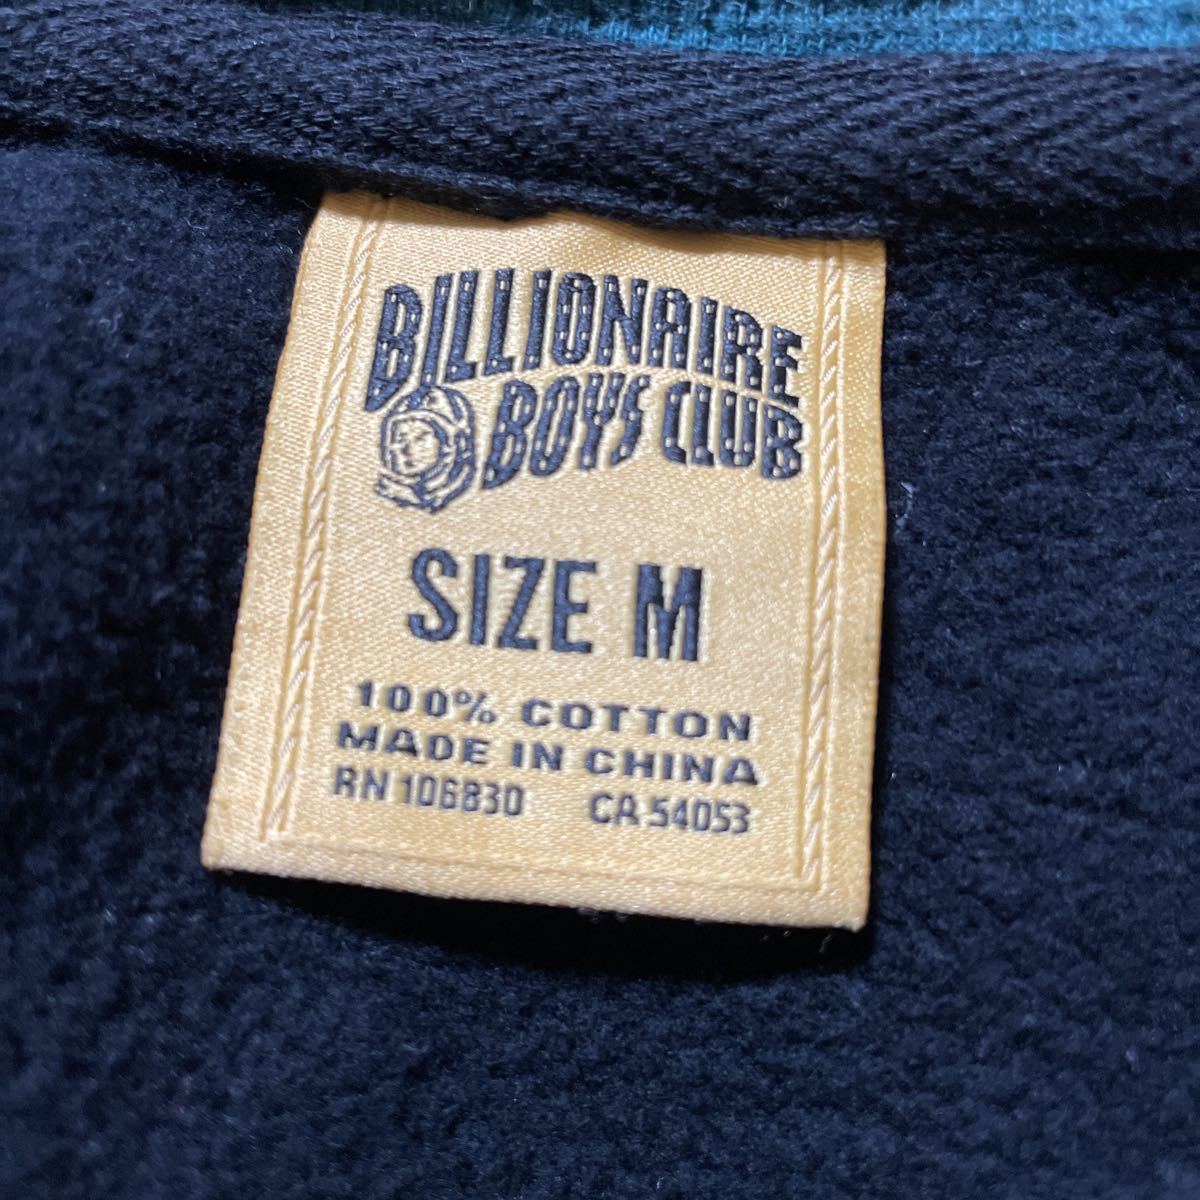 BILLIONAIRE
BOYS CLUB
SIZE M
100% COTTON
MADE IN CHINA
RN 106830 CA 54053